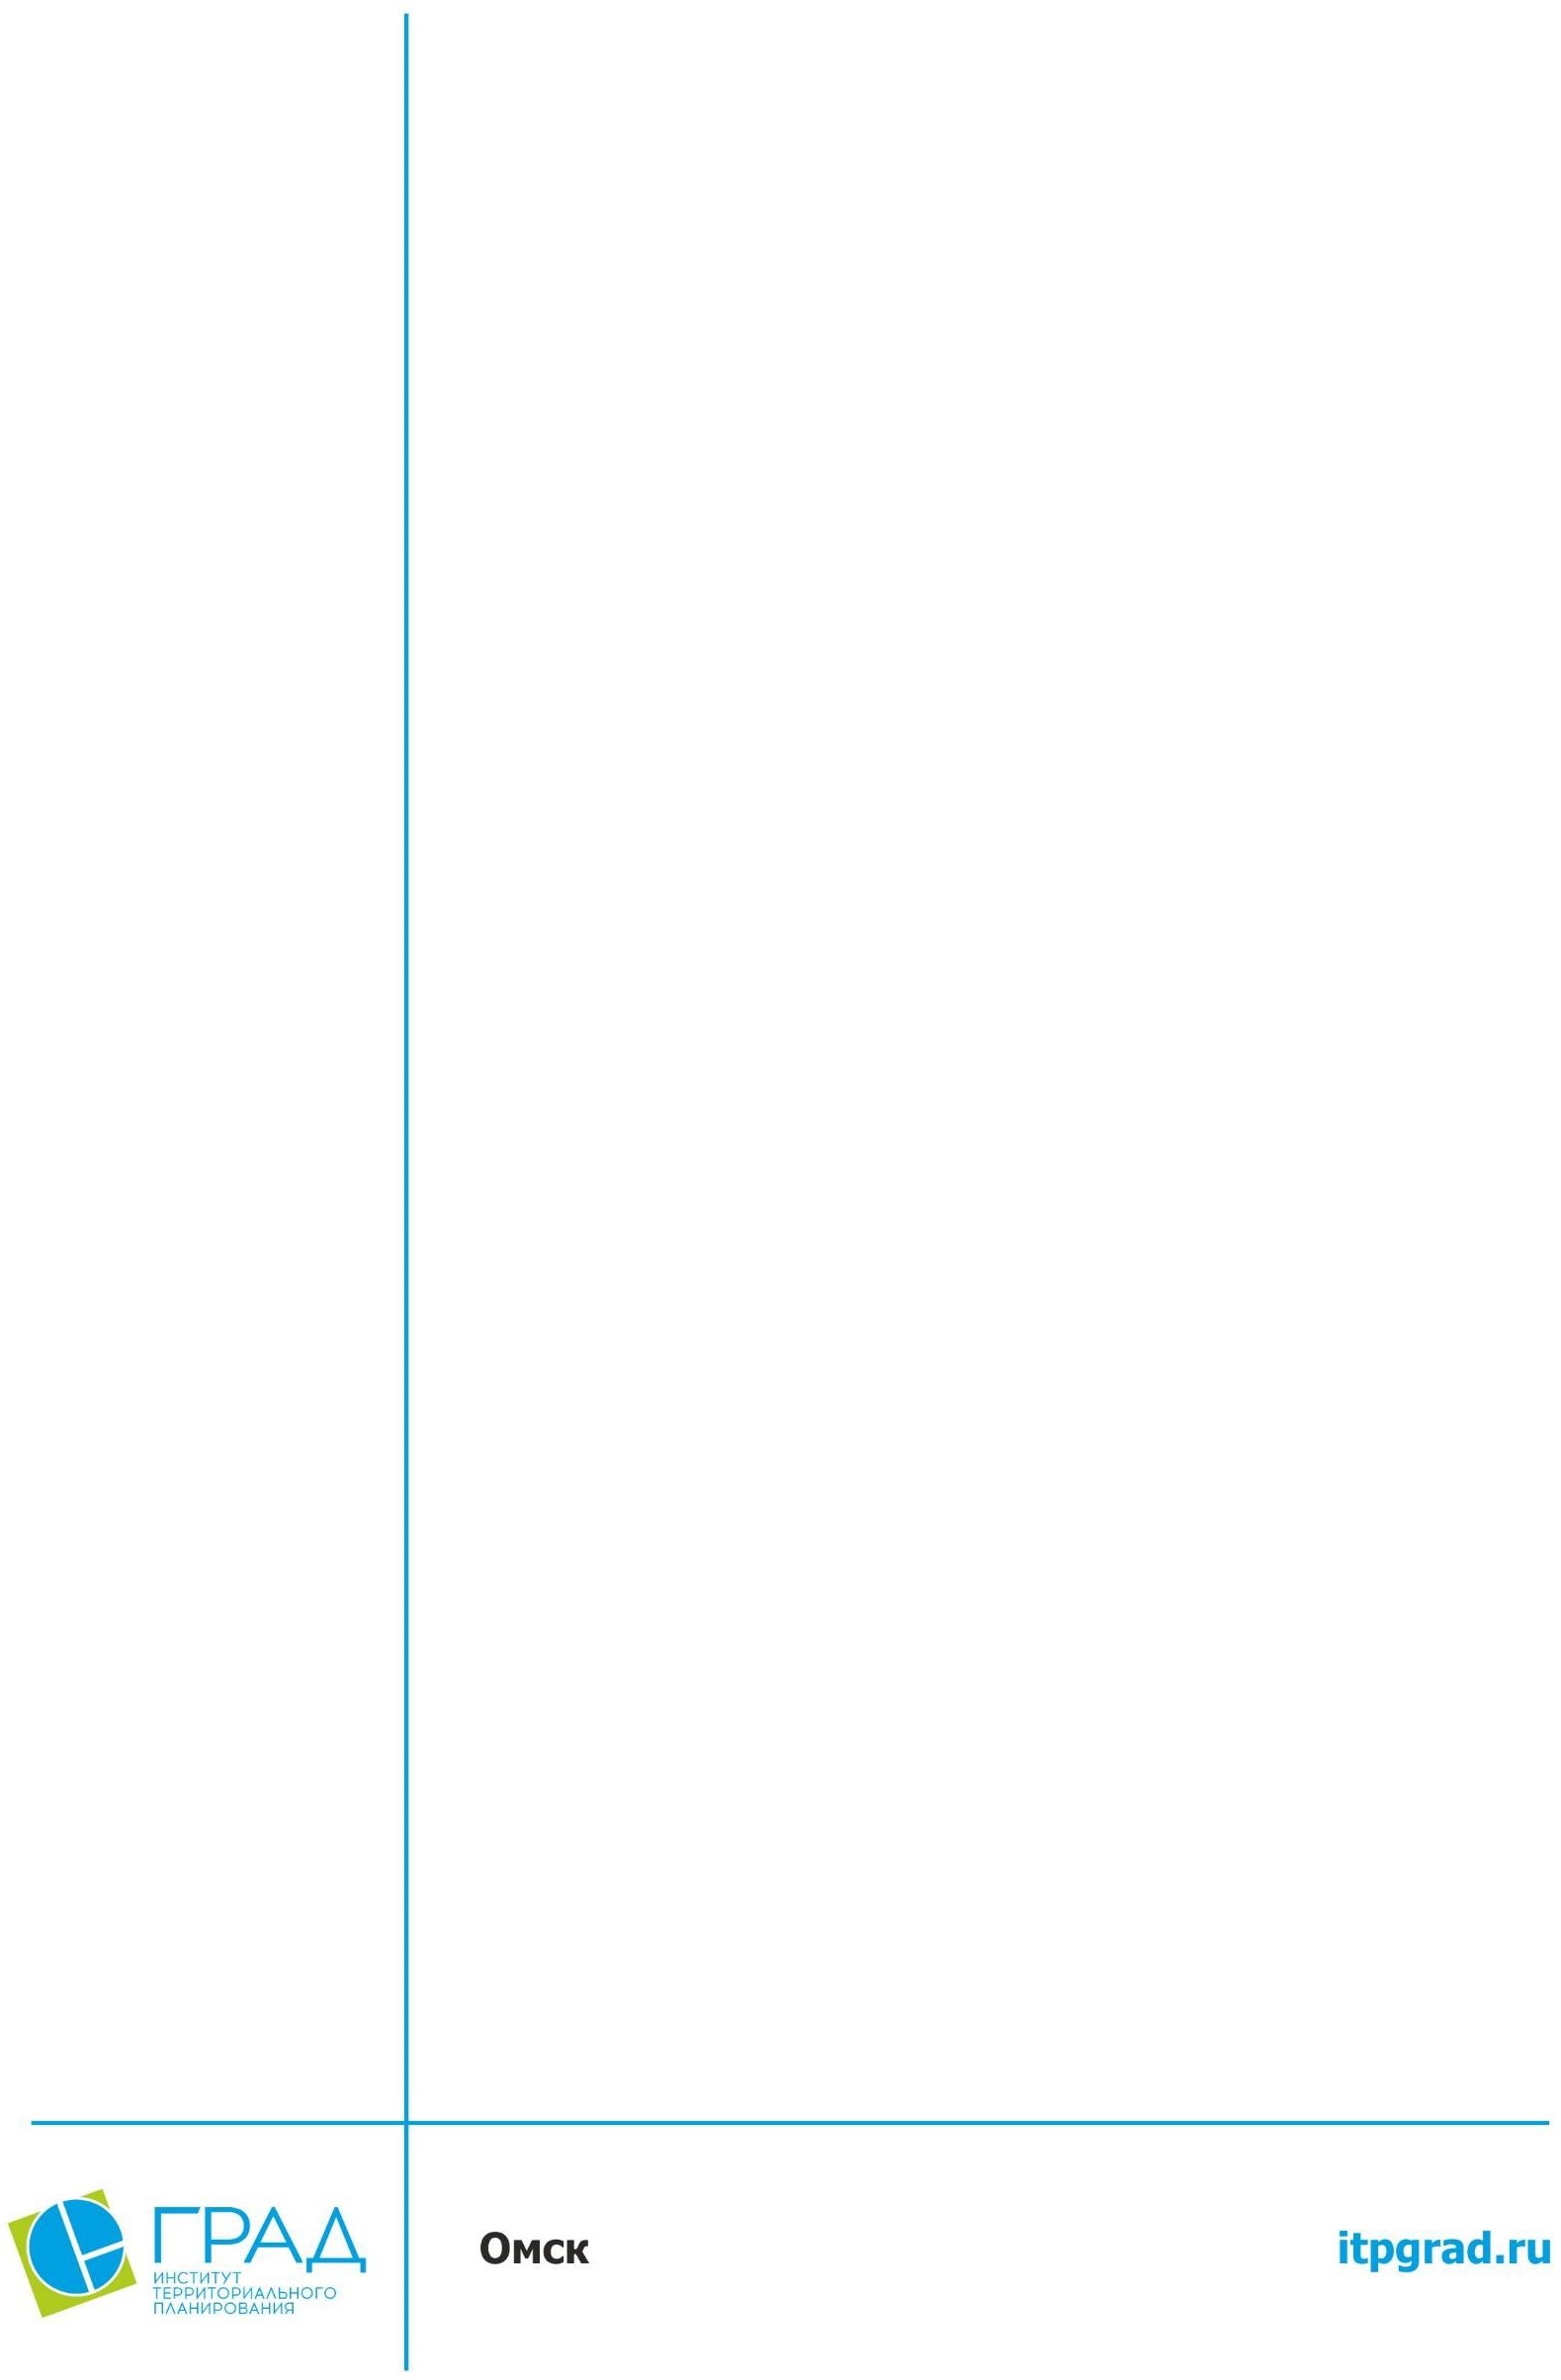 ГРАД
ИНСТИТУТ
ТЕРРИТОРИАЛЬНОГО
ПЛАНИРОВАНИЯ
Омск
itpgrad.ru